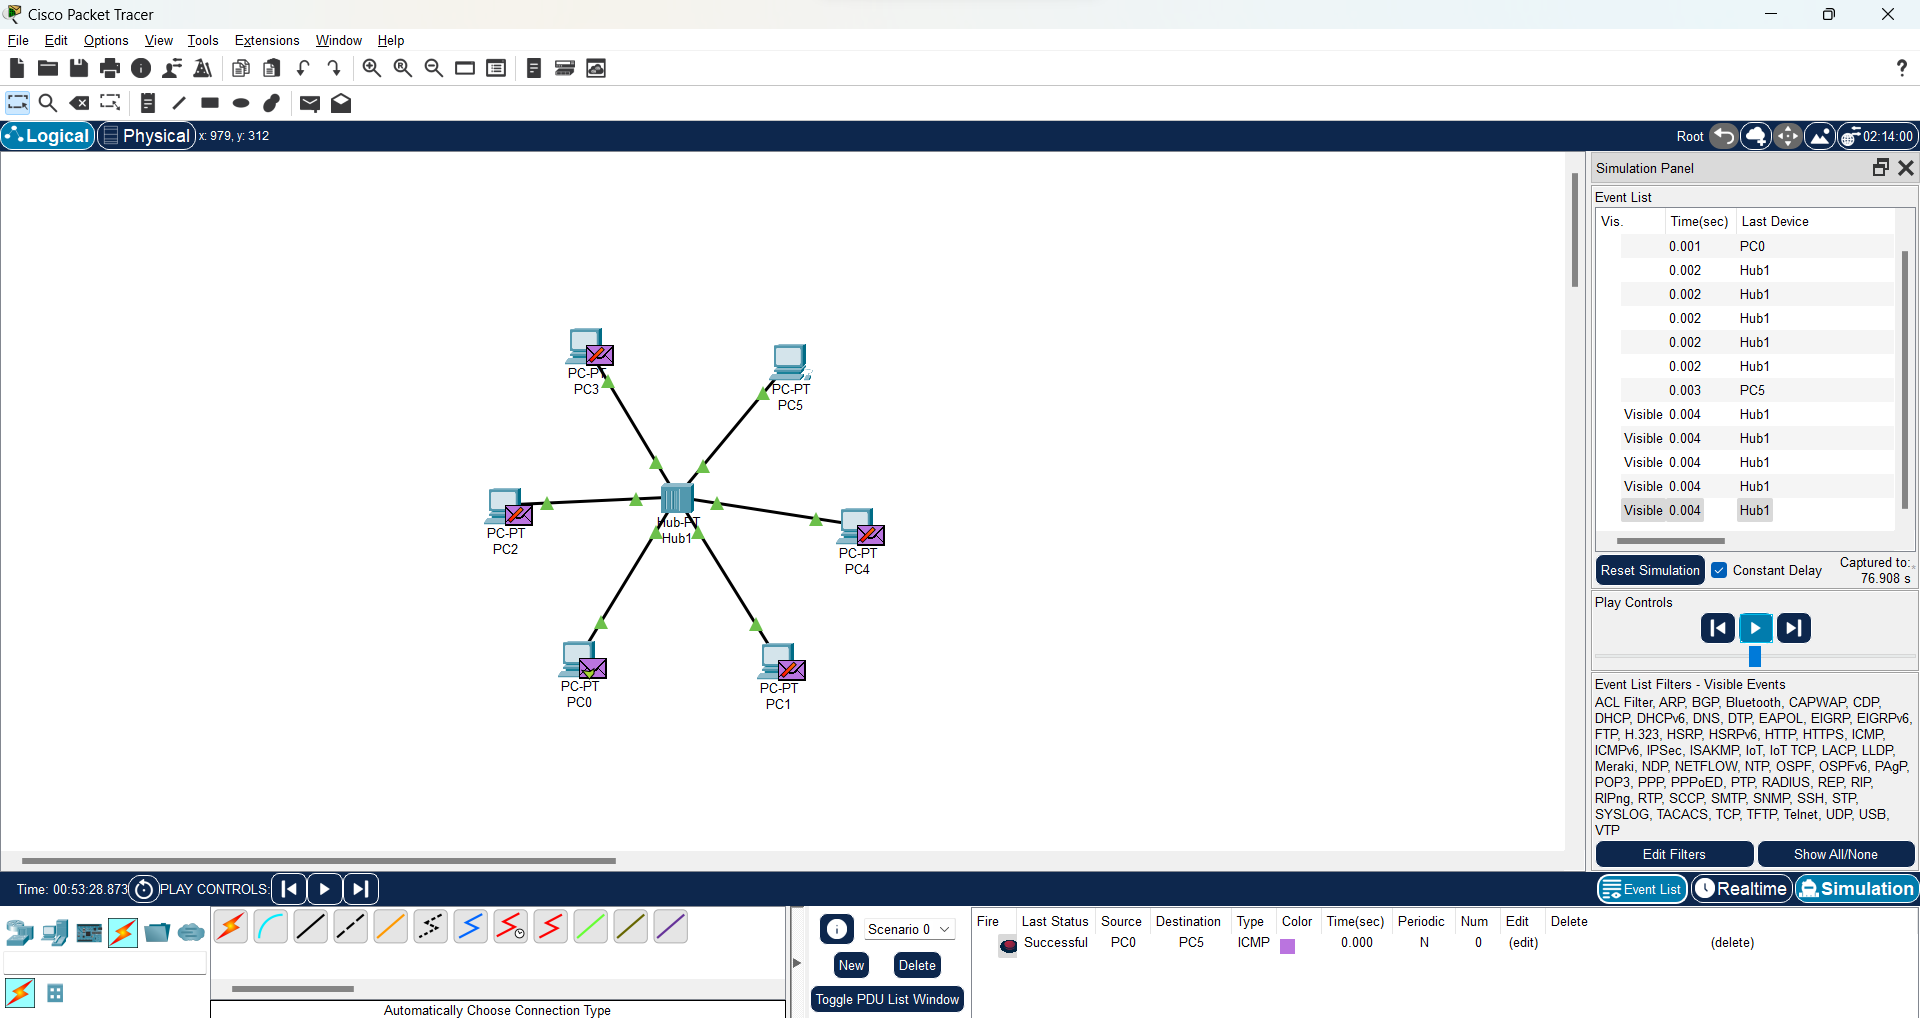 Cisco Packet Tracer
File Edit Options View Tools Extensions Window Help
?
Logical Physical x: 979, y: 312 Root 02:14:00
Simulation Panel
Event List
Vis. Time(sec) Last Device
0.001 PC0
0.002 Hub1
0.002 Hub1
0.002 Hub1
0.002 Hub1
0.002 Hub1
0.003 PC5
Visible 0.004 Hub1
Visible 0.004 Hub1
Visible 0.004 Hub1
Visible 0.004 Hub1
Visible 0.004 Hub1
Reset Simulation Constant Delay Captured to:
76.908 s
Play Controls
Event List Filters - Visible Events
ACL Filter, ARP, BGP, Bluetooth, CAPWAP, CDP,
DHCP, DHCPv6, DNS, DTP, EAPOL, EIGRP, EIGRPv6,
FTP, H.323, HSRP, HSRPv6, HTTP, HTTPS, ICMP,
ICMPv6, IPSec, ISAKMP, IoT, IoT TCP, LACP, LLDP,
Meraki, NDP, NETFLOW, NTP, OSPF, OSPFv6, PAgP,
POP3, PPP, PPPoED, PTP, RADIUS, REP, RIP,
RIPng, RTP, SCCP, SMTP, SNMP, SSH, STP,
SYSLOG, TACACS, TCP, TFTP, Telnet, UDP, USB,
VTP
Edit Filters Show All/None
PC-PT
PC3
PC-PT
PC5
PC-PT
PC2
Hub-PT
Hub1
PC-PT
PC4
PC-PT
PC0
PC-PT
PC1
Time: 00:53:28.873 PLAY CONTROLS: Event List Realtime Simulation
Automatically Choose Connection Type
Scenario 0
New Delete
Toggle PDU List Window
Fire Last Status Source Destination Type Color Time(sec) Periodic Num Edit Delete
Successful PC0 PC5 ICMP 0.000 N 0 (edit) (delete)